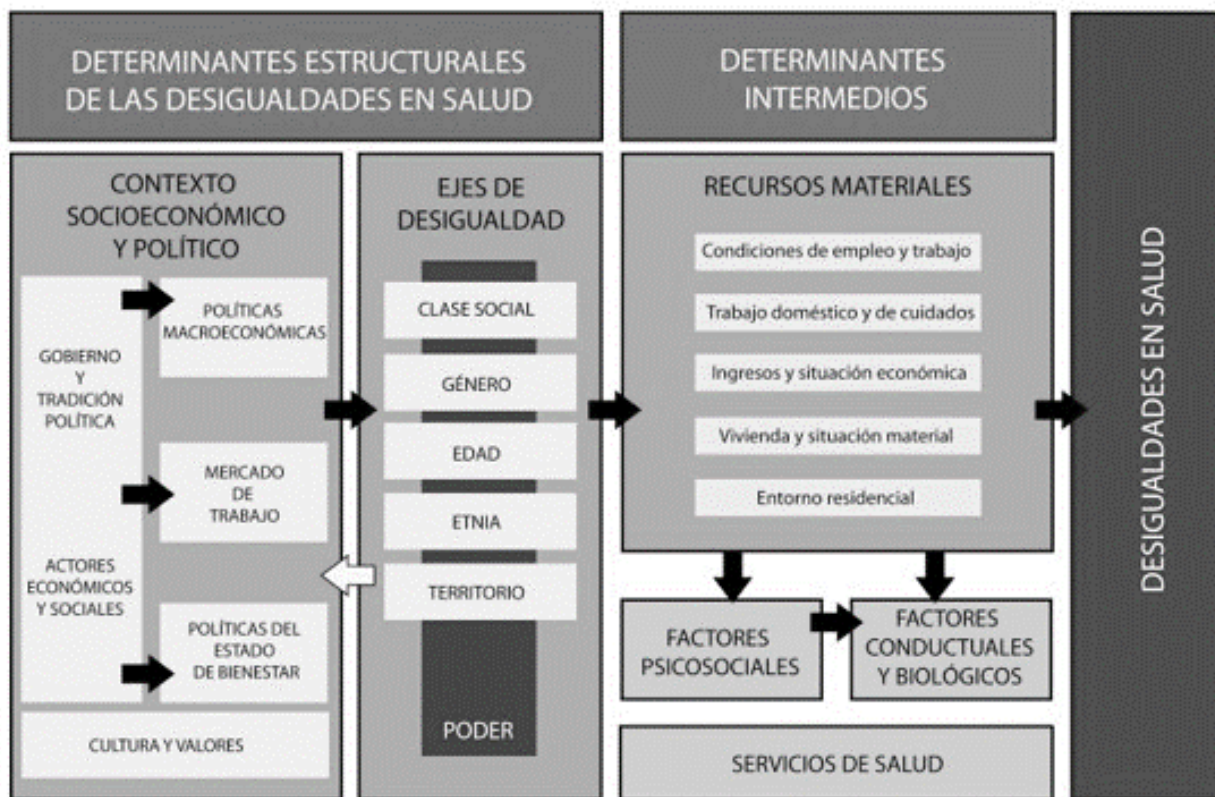 DETERMINANTES ESTRUCTURALES
DE LAS DESIGUALDADES EN SALUD
DETERMINANTES
INTERMEDIOS
CONTEXTO
SOCIOECONÓMICO
Y POLÍTICO
GOBIERNO
Y
TRADICIÓN
POLÍTICA
ACTORES
ECONÓMICOS
Y SOCIALES
POLÍTICAS
MACROECONÓMICAS
MERCADO
DE
TRABAJO
POLÍTICAS DEL
ESTADO
DE BIENESTAR
CULTURA Y VALORES
EJES DE
DESIGUALDAD
CLASE SOCIAL
GÉNERO
EDAD
ETNIA
TERRITORIO
PODER
RECURSOS MATERIALES
Condiciones de empleo y trabajo
Trabajo doméstico y de cuidados
Ingresos y situación económica
Vivienda y situación material
Entorno residencial
FACTORES
PSICOSOCIALES
FACTORES
CONDUCTUALES
Y BIOLÓGICOS
SERVICIOS DE SALUD
DESIGUALDADES EN SALUD